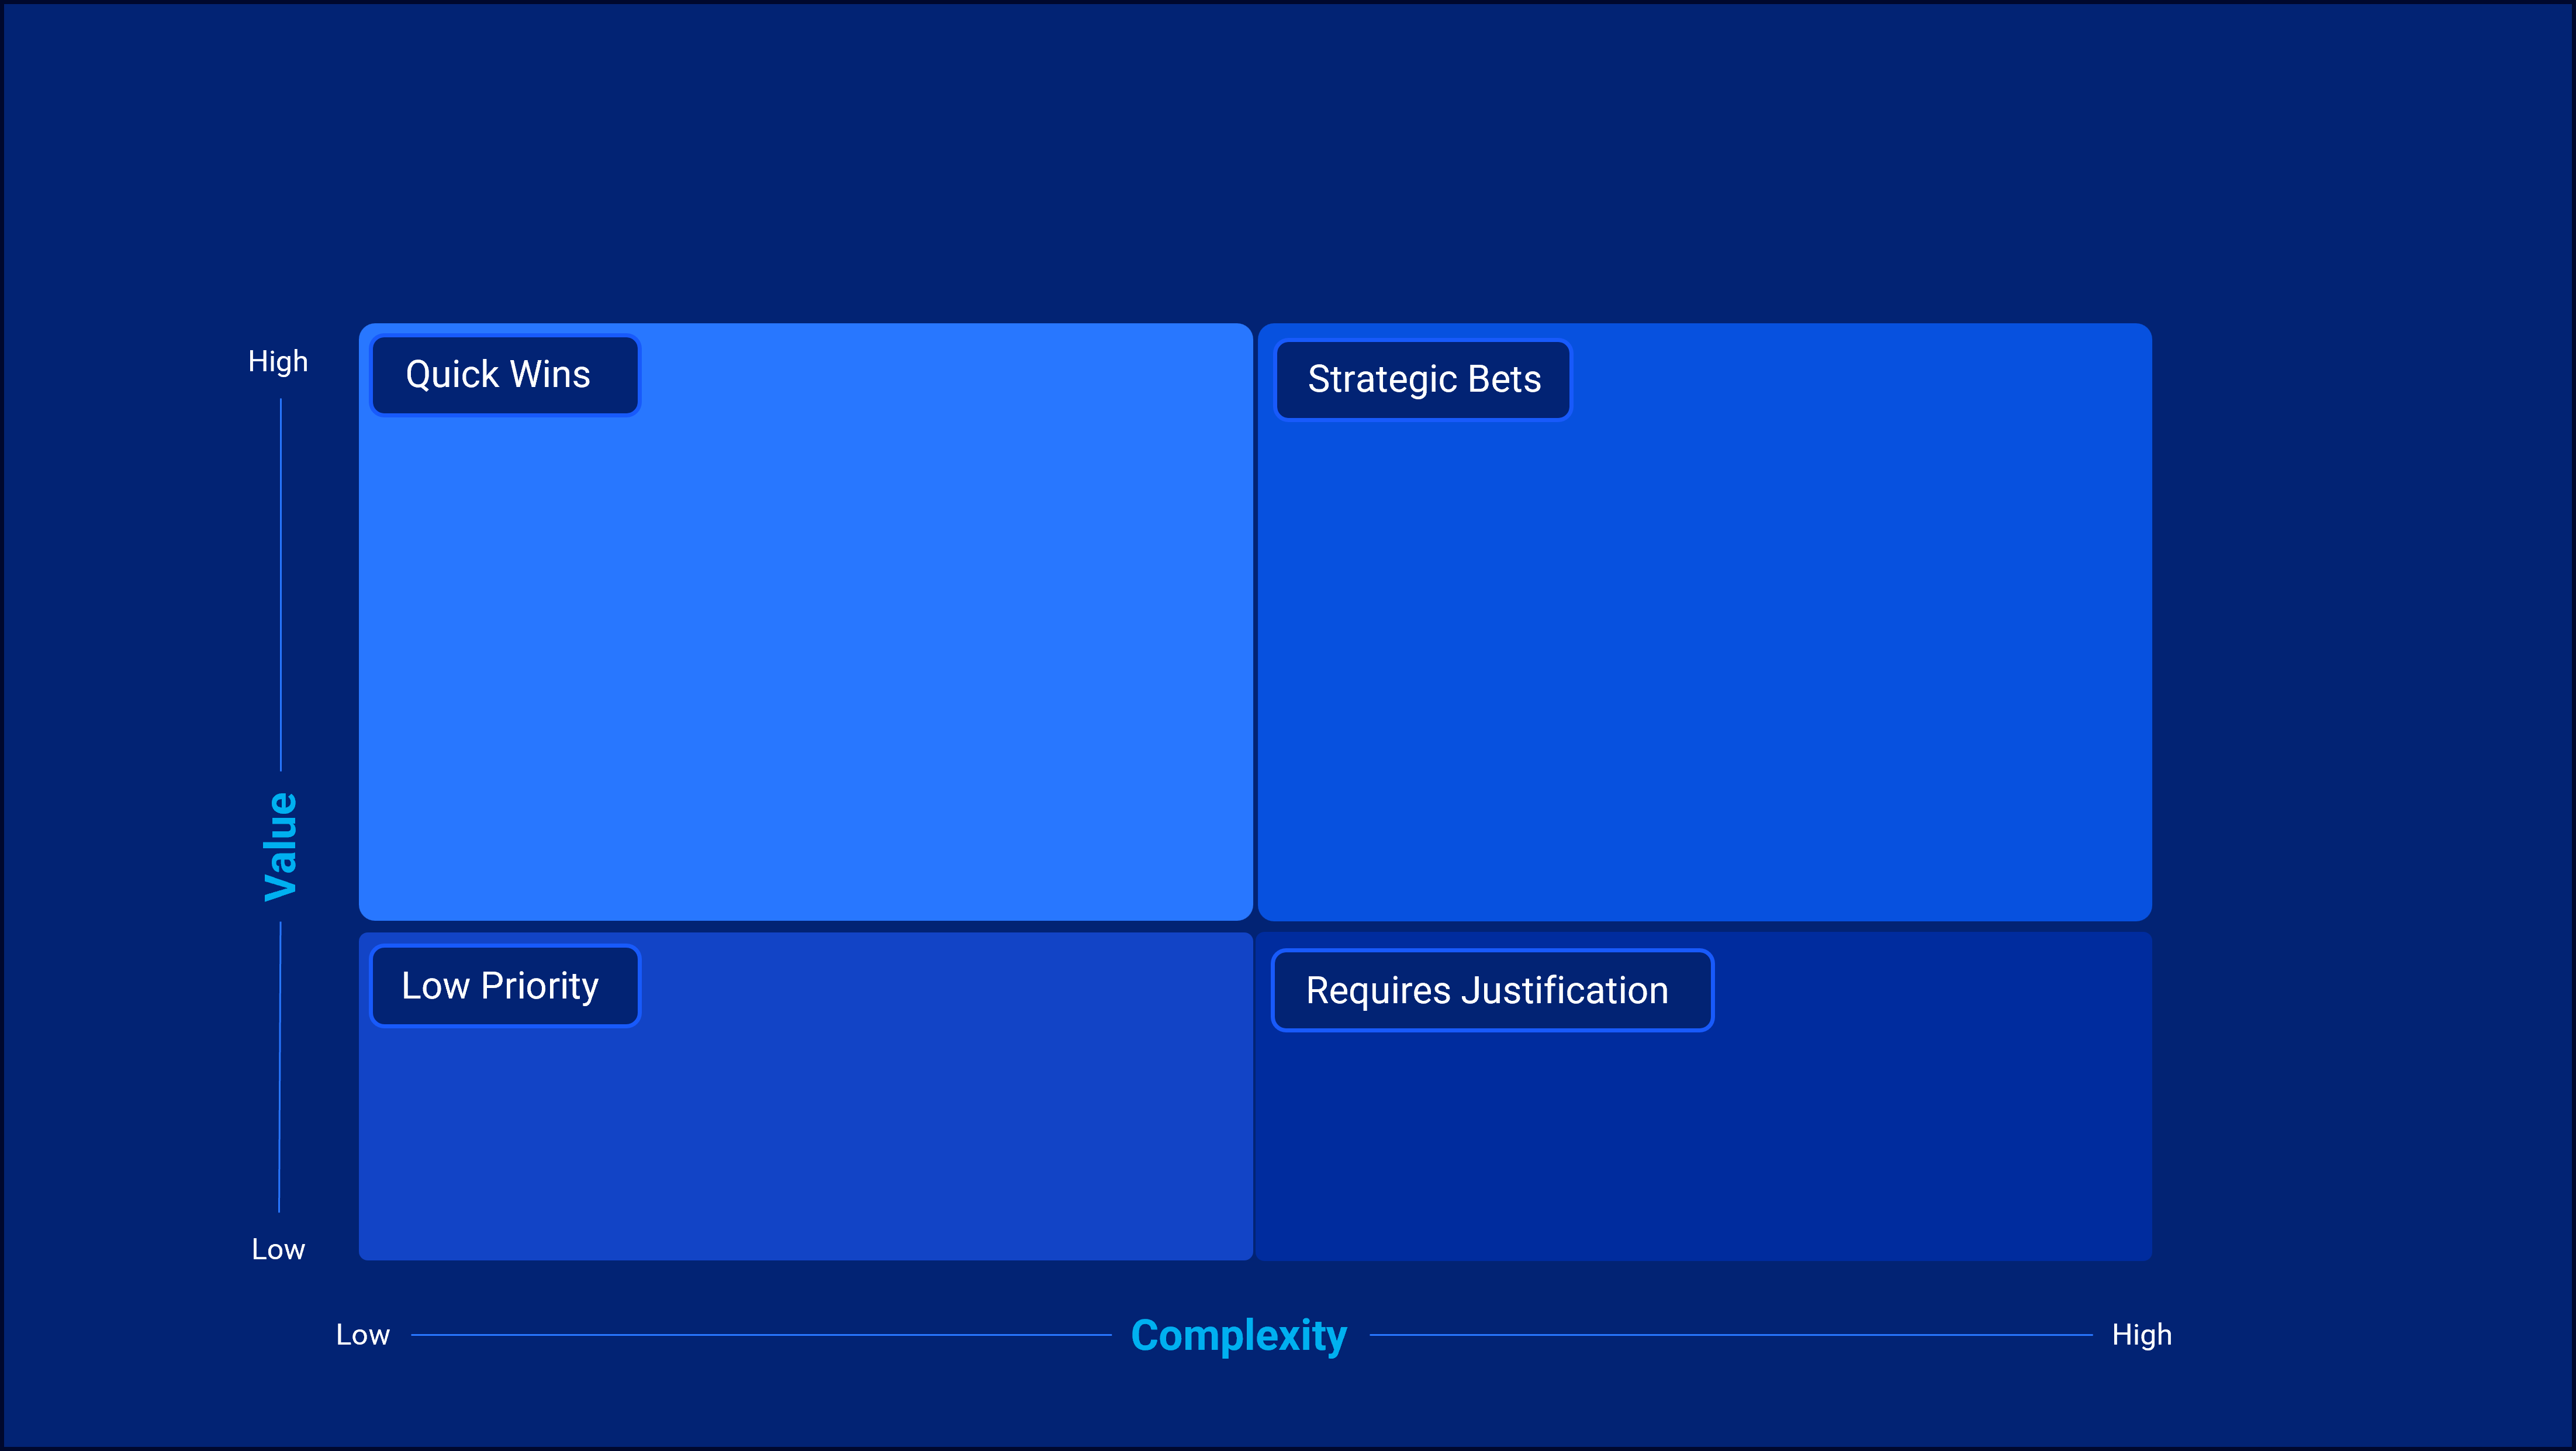 High
Quick Wins
Strategic Bets
Value
Low Priority
Requires Justification
Low
Low
Complexity
High